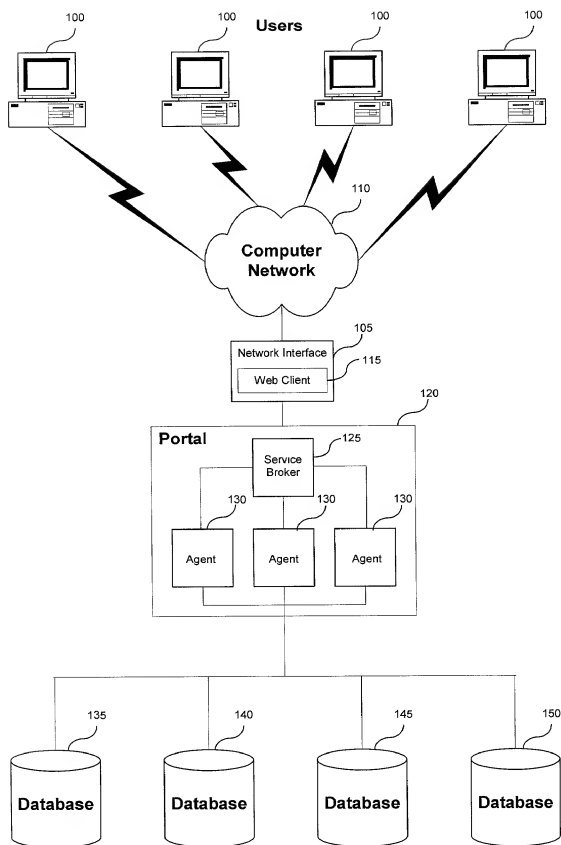 100 100 100 100
Users
110
Computer
Network
105
Network Interface
115
Web Client
120
Portal
125
Service
Broker
130 130 130
Agent Agent Agent
135 140 145 150
Database Database Database Database